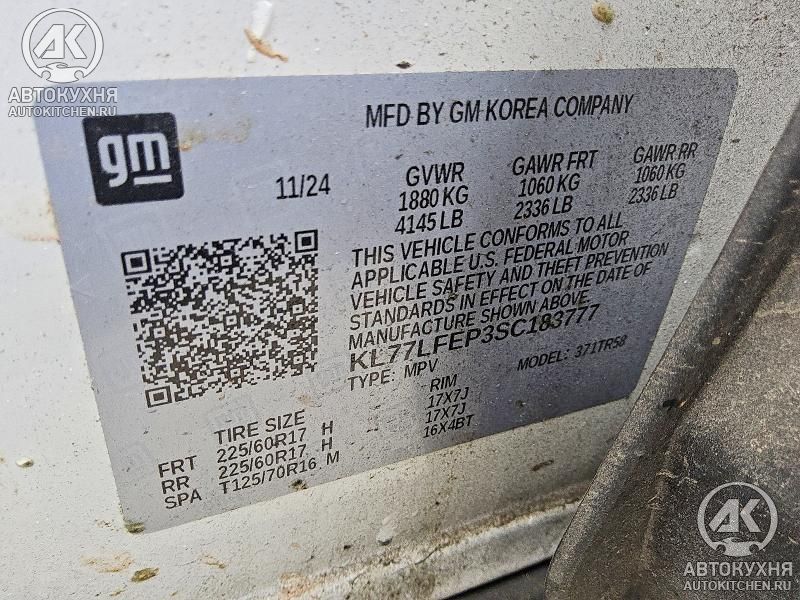 AK
АВТОКУХНЯ
AUTOKITCHEN.RU
gm
MFD BY GM KOREA COMPANY
11/24
GVWR GAWR FRT GAWR RR
1880 KG 1060 KG 1060 KG
4145 LB 2336 LB 2336 LB
THIS VEHICLE CONFORMS TO ALL
APPLICABLE U.S. FEDERAL MOTOR
VEHICLE SAFETY AND THEFT PREVENTION
STANDARDS IN EFFECT ON THE DATE OF
MANUFACTURE SHOWN ABOVE.
KL77LFEP3SC183777
TYPE: MPV MODEL: 371TR58
TIRE SIZE RIM
FRT 225/60R17 H 17X7J
RR 225/60R17 H 17X7J
SPA T125/70R16 M 16X4BT
AK
АВТОКУХНЯ
AUTOKITCHEN.RU